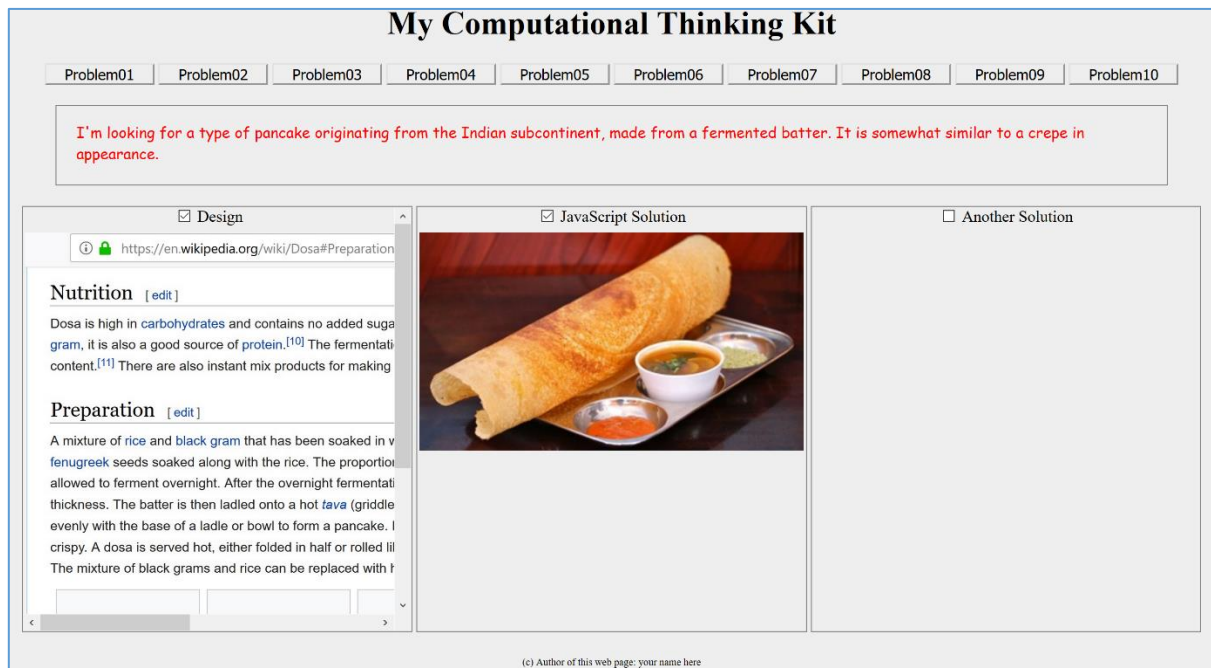 My Computational Thinking Kit
Problem01 Problem02 Problem03 Problem04 Problem05 Problem06 Problem07 Problem08 Problem09 Problem10
I'm looking for a type of pancake originating from the Indian subcontinent, made from a fermented batter. It is somewhat similar to a crepe in
appearance.
Design
https://en.wikipedia.org/wiki/Dosa#Preparation
Nutrition [ edit ]
Dosa is high in carbohydrates and contains no added suga
gram, it is also a good source of protein.[10] The fermentati
content.[11] There are also instant mix products for making
Preparation [ edit ]
A mixture of rice and black gram that has been soaked in w
fenugreek seeds soaked along with the rice. The proportion
allowed to ferment overnight. After the overnight fermentati
thickness. The batter is then ladled onto a hot tava (griddle
evenly with the base of a ladle or bowl to form a pancake. I
crispy. A dosa is served hot, either folded in half or rolled lik
The mixture of black grams and rice can be replaced with h
JavaScript Solution
Another Solution
(c) Author of this web page: your name here